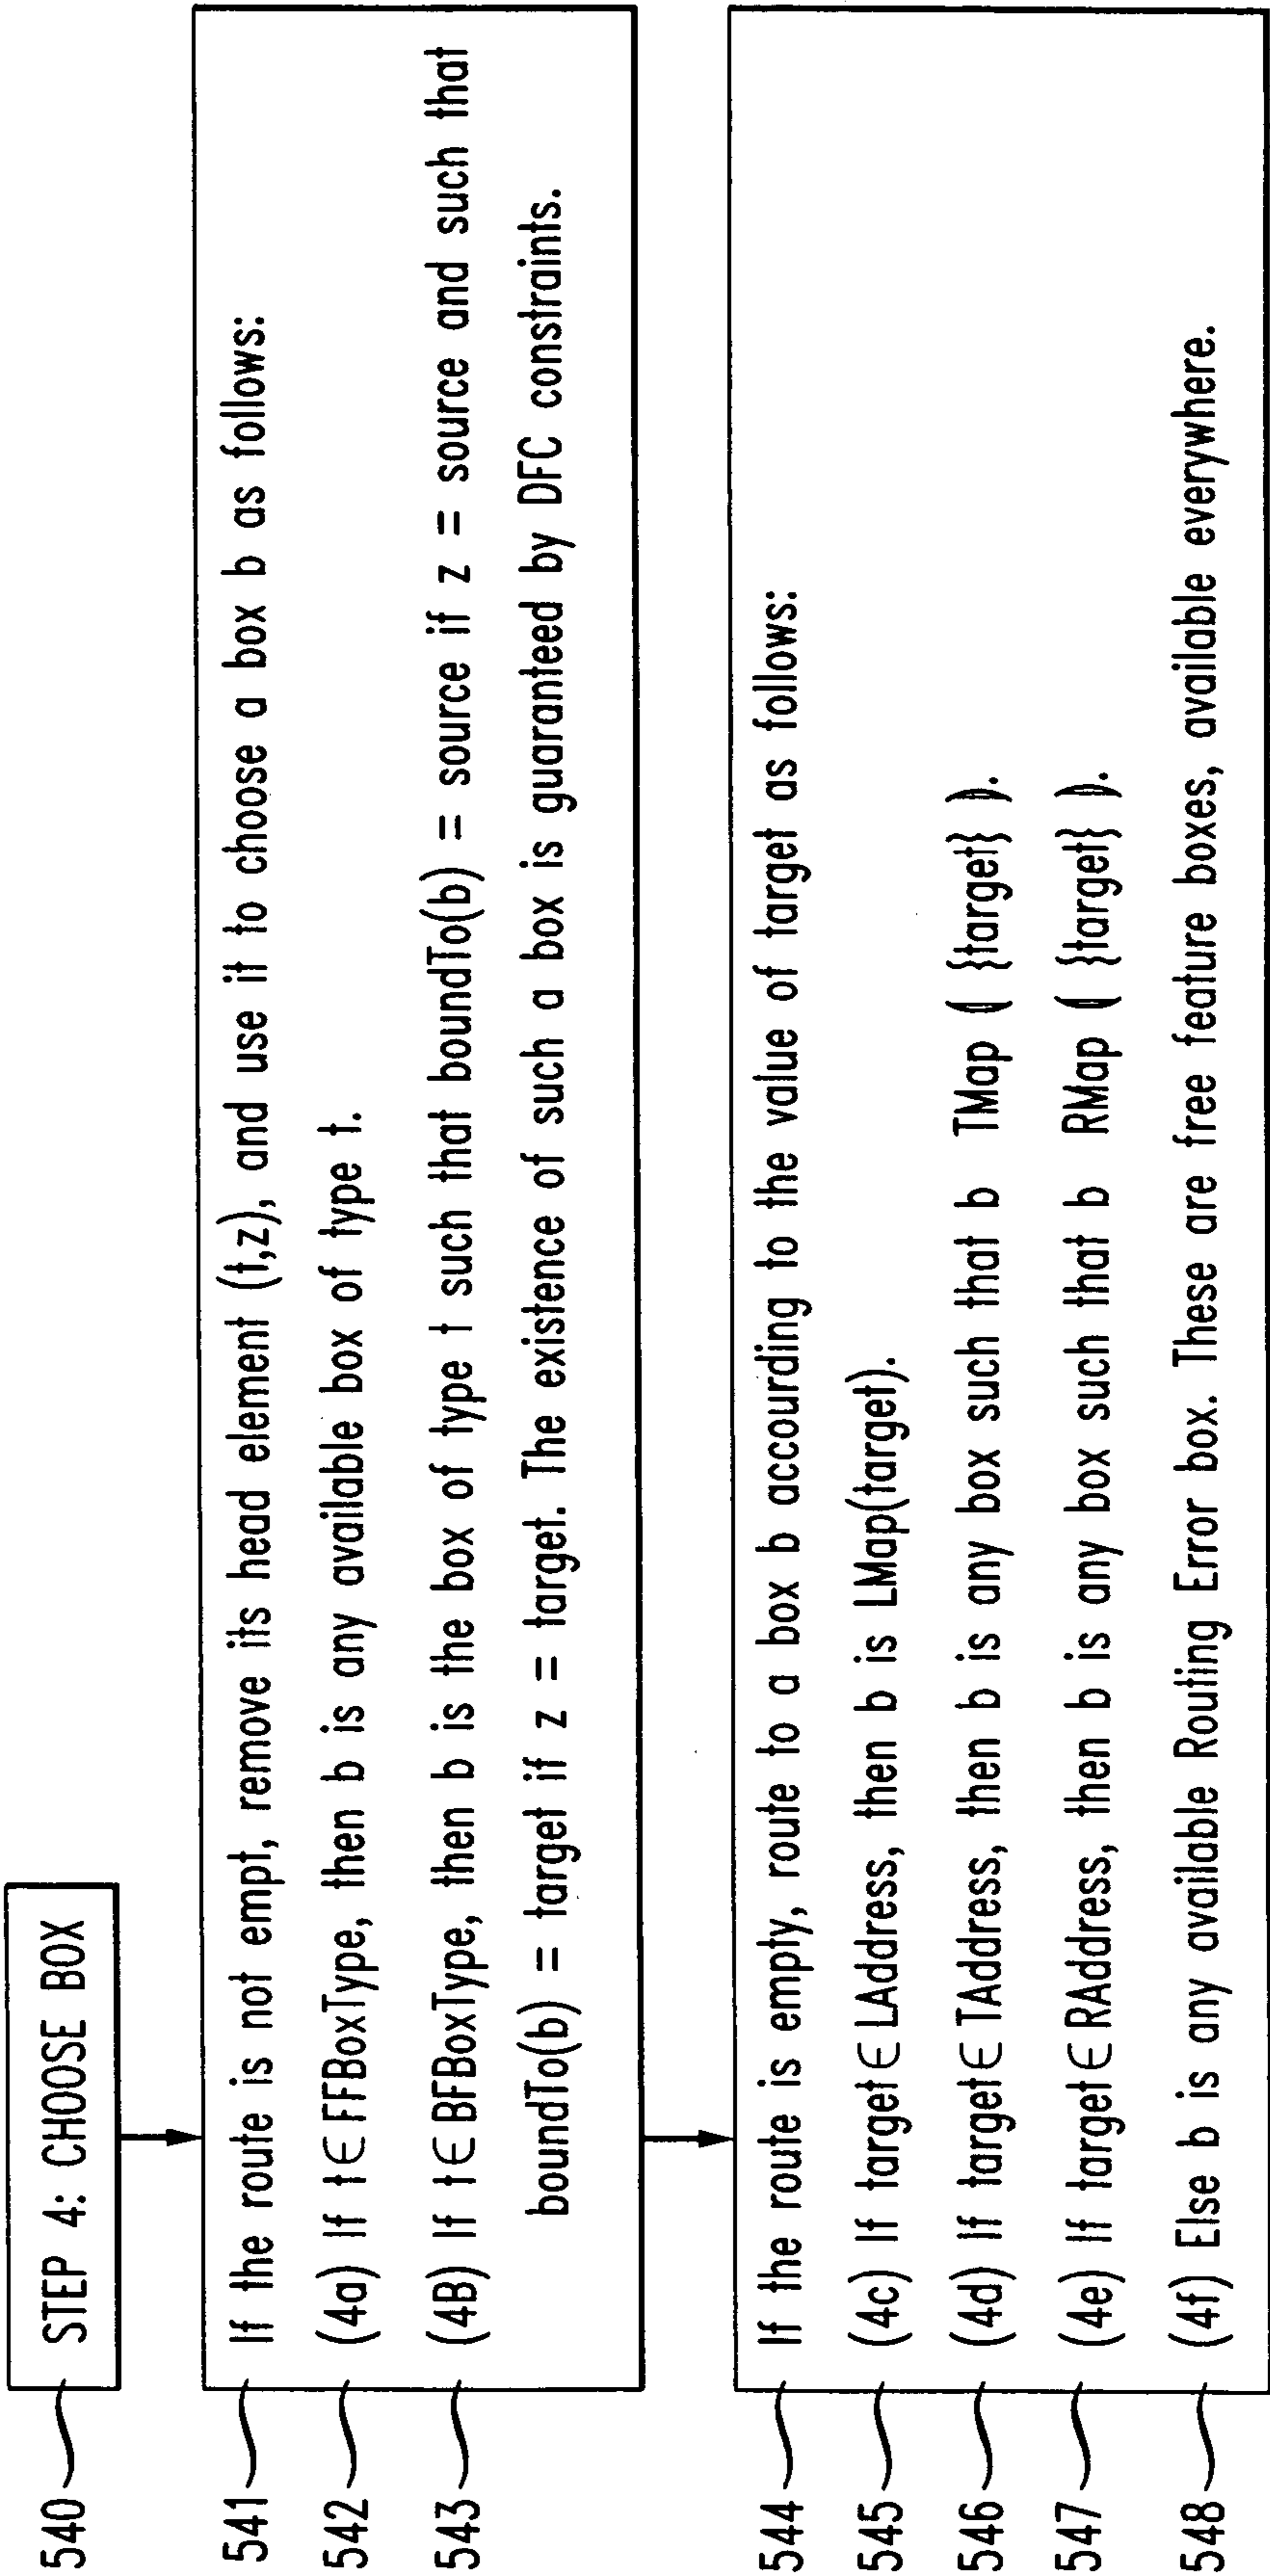 540 STEP 4: CHOOSE BOX
541 If the route is not empt, remove its head element (t,z), and use it to choose a box b as follows:
542 (4a) If t∈FFBoxType, then b is any available box of type t.
543 (4B) If t∈BFBoxType, then b is the box of type t such that boundTo(b) = source if z = source and such that
boundTo(b) = target if z = target. The existence of such a box is guaranteed by DFC constraints.
544 If the route is empty, route to a box b accourding to the value of target as follows:
545 (4c) If target∈LAddress, then b is LMap(target).
546 (4d) If target∈TAddress, then b is any box such that b TMap ( {target} ).
547 (4e) If target∈RAddress, then b is any box such that b RMap ( {target} ).
548 (4f) Else b is any available Routing Error box. These are free feature boxes, available everywhere.